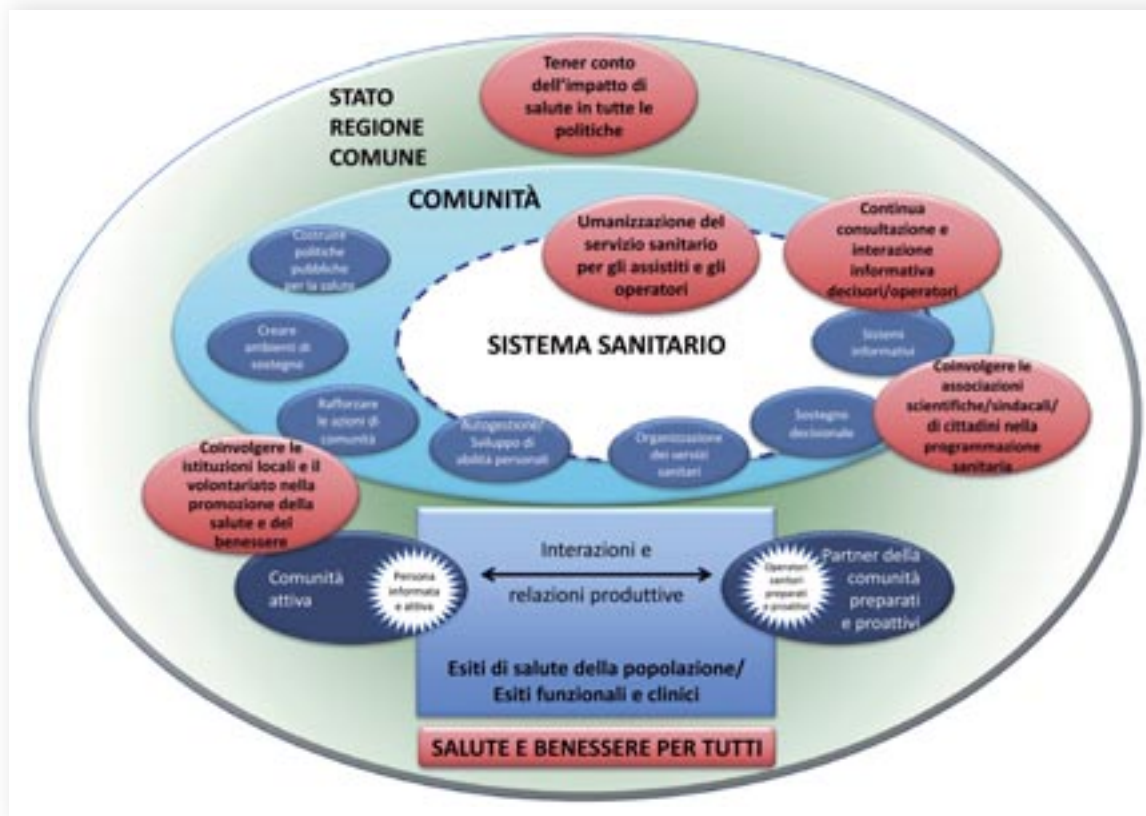 Tener conto
dell'impatto di
salute in tutte le
politiche
STATO
REGIONE
COMUNE
COMUNITÀ
Umanizzazione del
servizio sanitario
per gli assistiti e gli
operatori
Continua
consultazione e
interazione
informativa
decisori/operatori
Costruire
politiche
pubbliche
per la salute
Creare
ambienti di
sostegno
SISTEMA SANITARIO
Sistemi
informativi
Coinvolgere le
associazioni
scientifiche/sindacali/
di cittadini nella
programmazione
sanitaria
Rafforzare
le azioni di
comunità
Autogestione/
Sviluppo di
abilità personali
Organizzazione
dei servizi
sanitari
Sostegno
decisionale
Coinvolgere le
istituzioni locali e il
volontariato nella
promozione della
salute e del
benessere
Comunità
attiva
Persona
informata
e attiva
Interazioni e
relazioni produttive
Operatori
sanitari
preparati
e proattivi
Partner della
comunità
preparati
e proattivi
Esiti di salute della popolazione/
Esiti funzionali e clinici
SALUTE E BENESSERE PER TUTTI